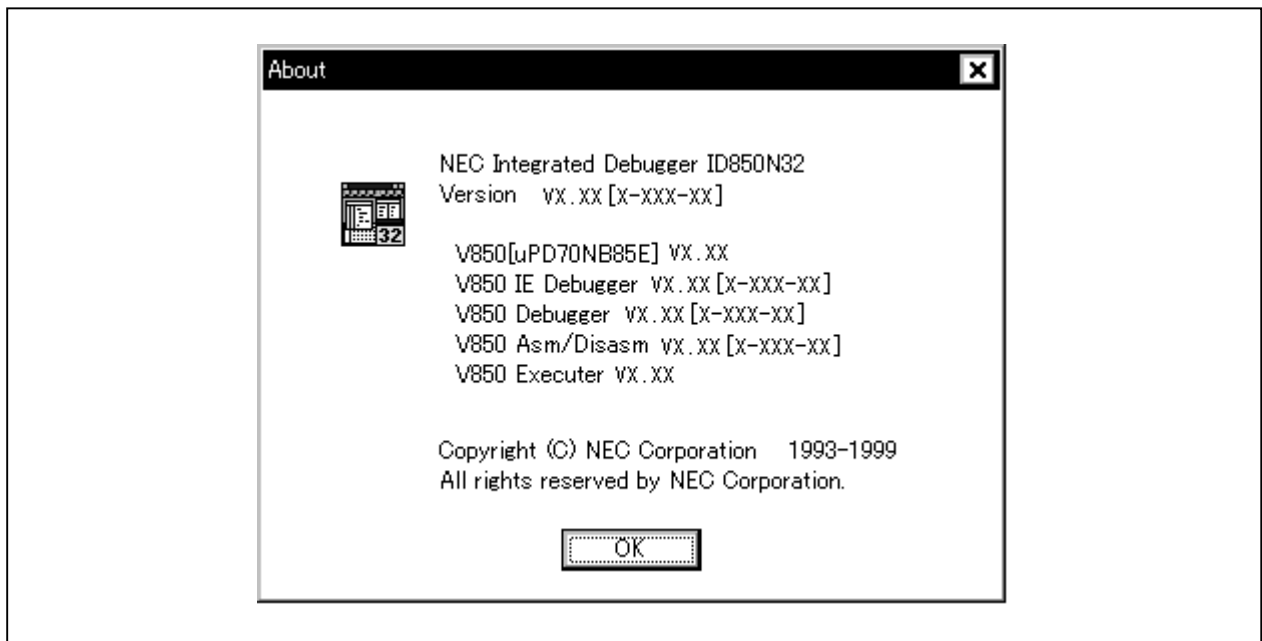 About
NEC Integrated Debugger ID850N32
Version VX.XX[X-XXX-XX]
32
V850[uPD70NB85E] VX.XX
V850 IE Debugger VX.XX[X-XXX-XX]
V850 Debugger VX.XX[X-XXX-XX]
V850 Asm/Disasm VX.XX[X-XXX-XX]
V850 Executer VX.XX
Copyright (C) NEC Corporation 1993-1999
All rights reserved by NEC Corporation.
OK